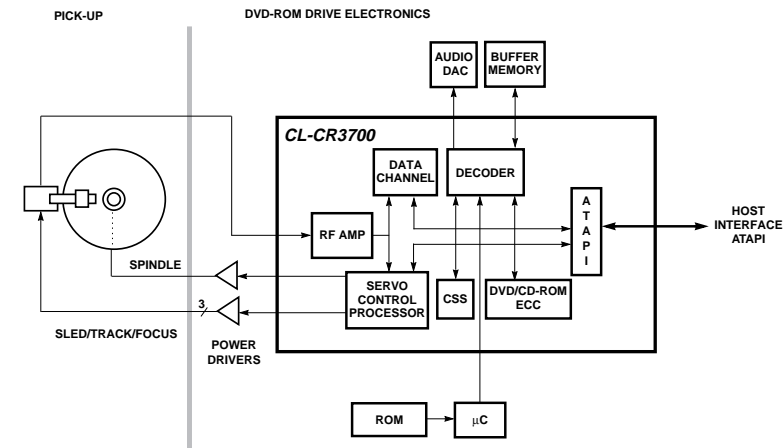 PICK-UP
DVD-ROM DRIVE ELECTRONICS
AUDIO
DAC
BUFFER
MEMORY
CL-CR3700
DATA
CHANNEL
DECODER
A
T
A
P
I
HOST
INTERFACE
ATAPI
RF AMP
SPINDLE
SERVO
CONTROL
PROCESSOR
CSS
DVD/CD-ROM
ECC
3
SLED/TRACK/FOCUS
POWER
DRIVERS
ROM
µC